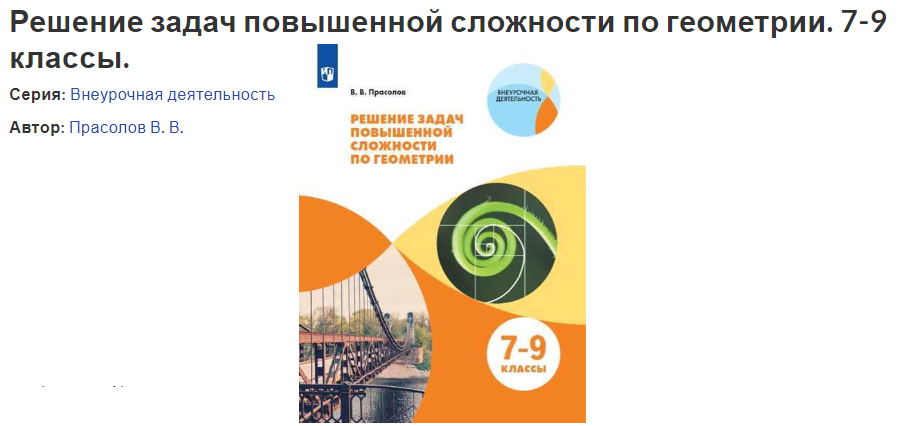 Решение задач повышенной сложности по геометрии. 7-9
классы.
Серия: Внеурочная деятельность
Автор: Прасолов В. В.
В. В. Прасолов
ВНЕУРОЧНАЯ
ДЕЯТЕЛЬНОСТЬ
РЕШЕНИЕ ЗАДАЧ
ПОВЫШЕННОЙ
СЛОЖНОСТИ
ПО ГЕОМЕТРИИ
7-9
КЛАССЫ